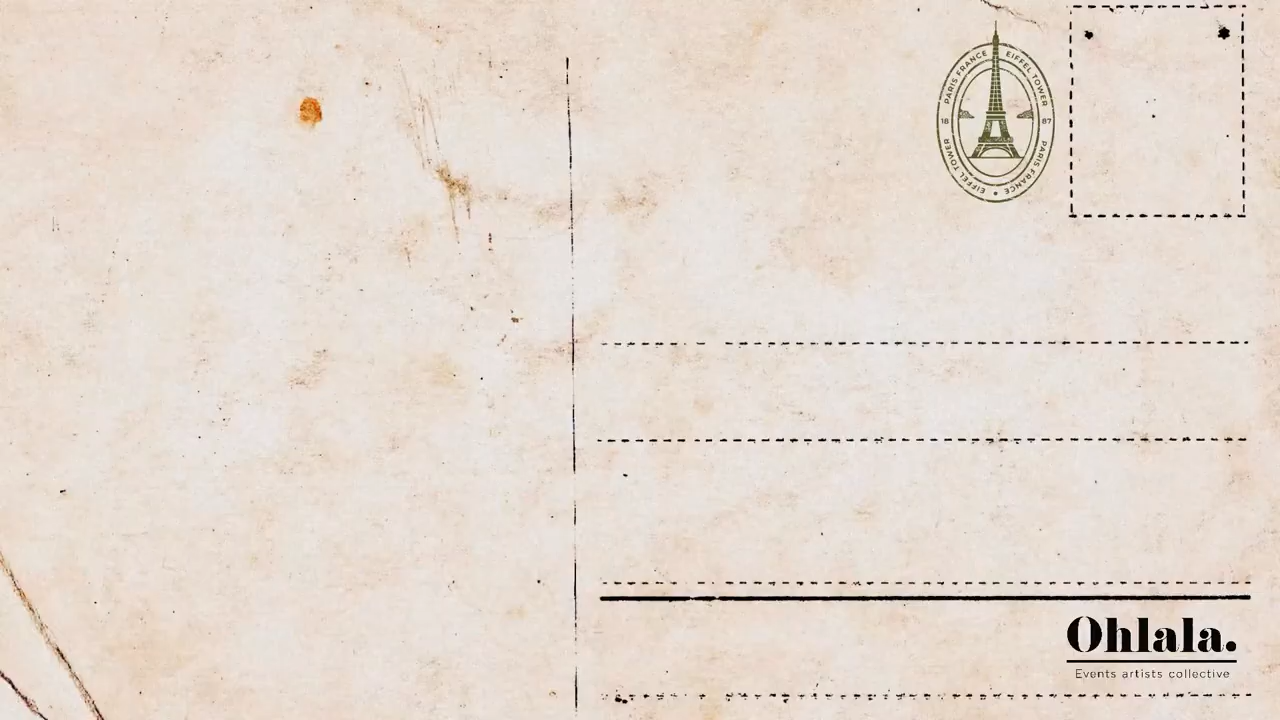 PARIS FRANCE EIFFEL TOWER
18 87
EIFFEL TOWER • PARIS FRANCE
Ohlala.
Events artists collective